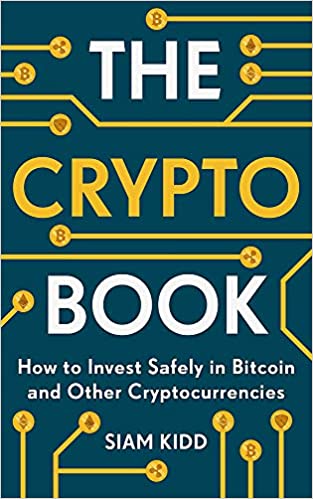 THE
CRYPTO
BOOK
How to Invest Safely in Bitcoin
and Other Cryptocurrencies
SIAM KIDD